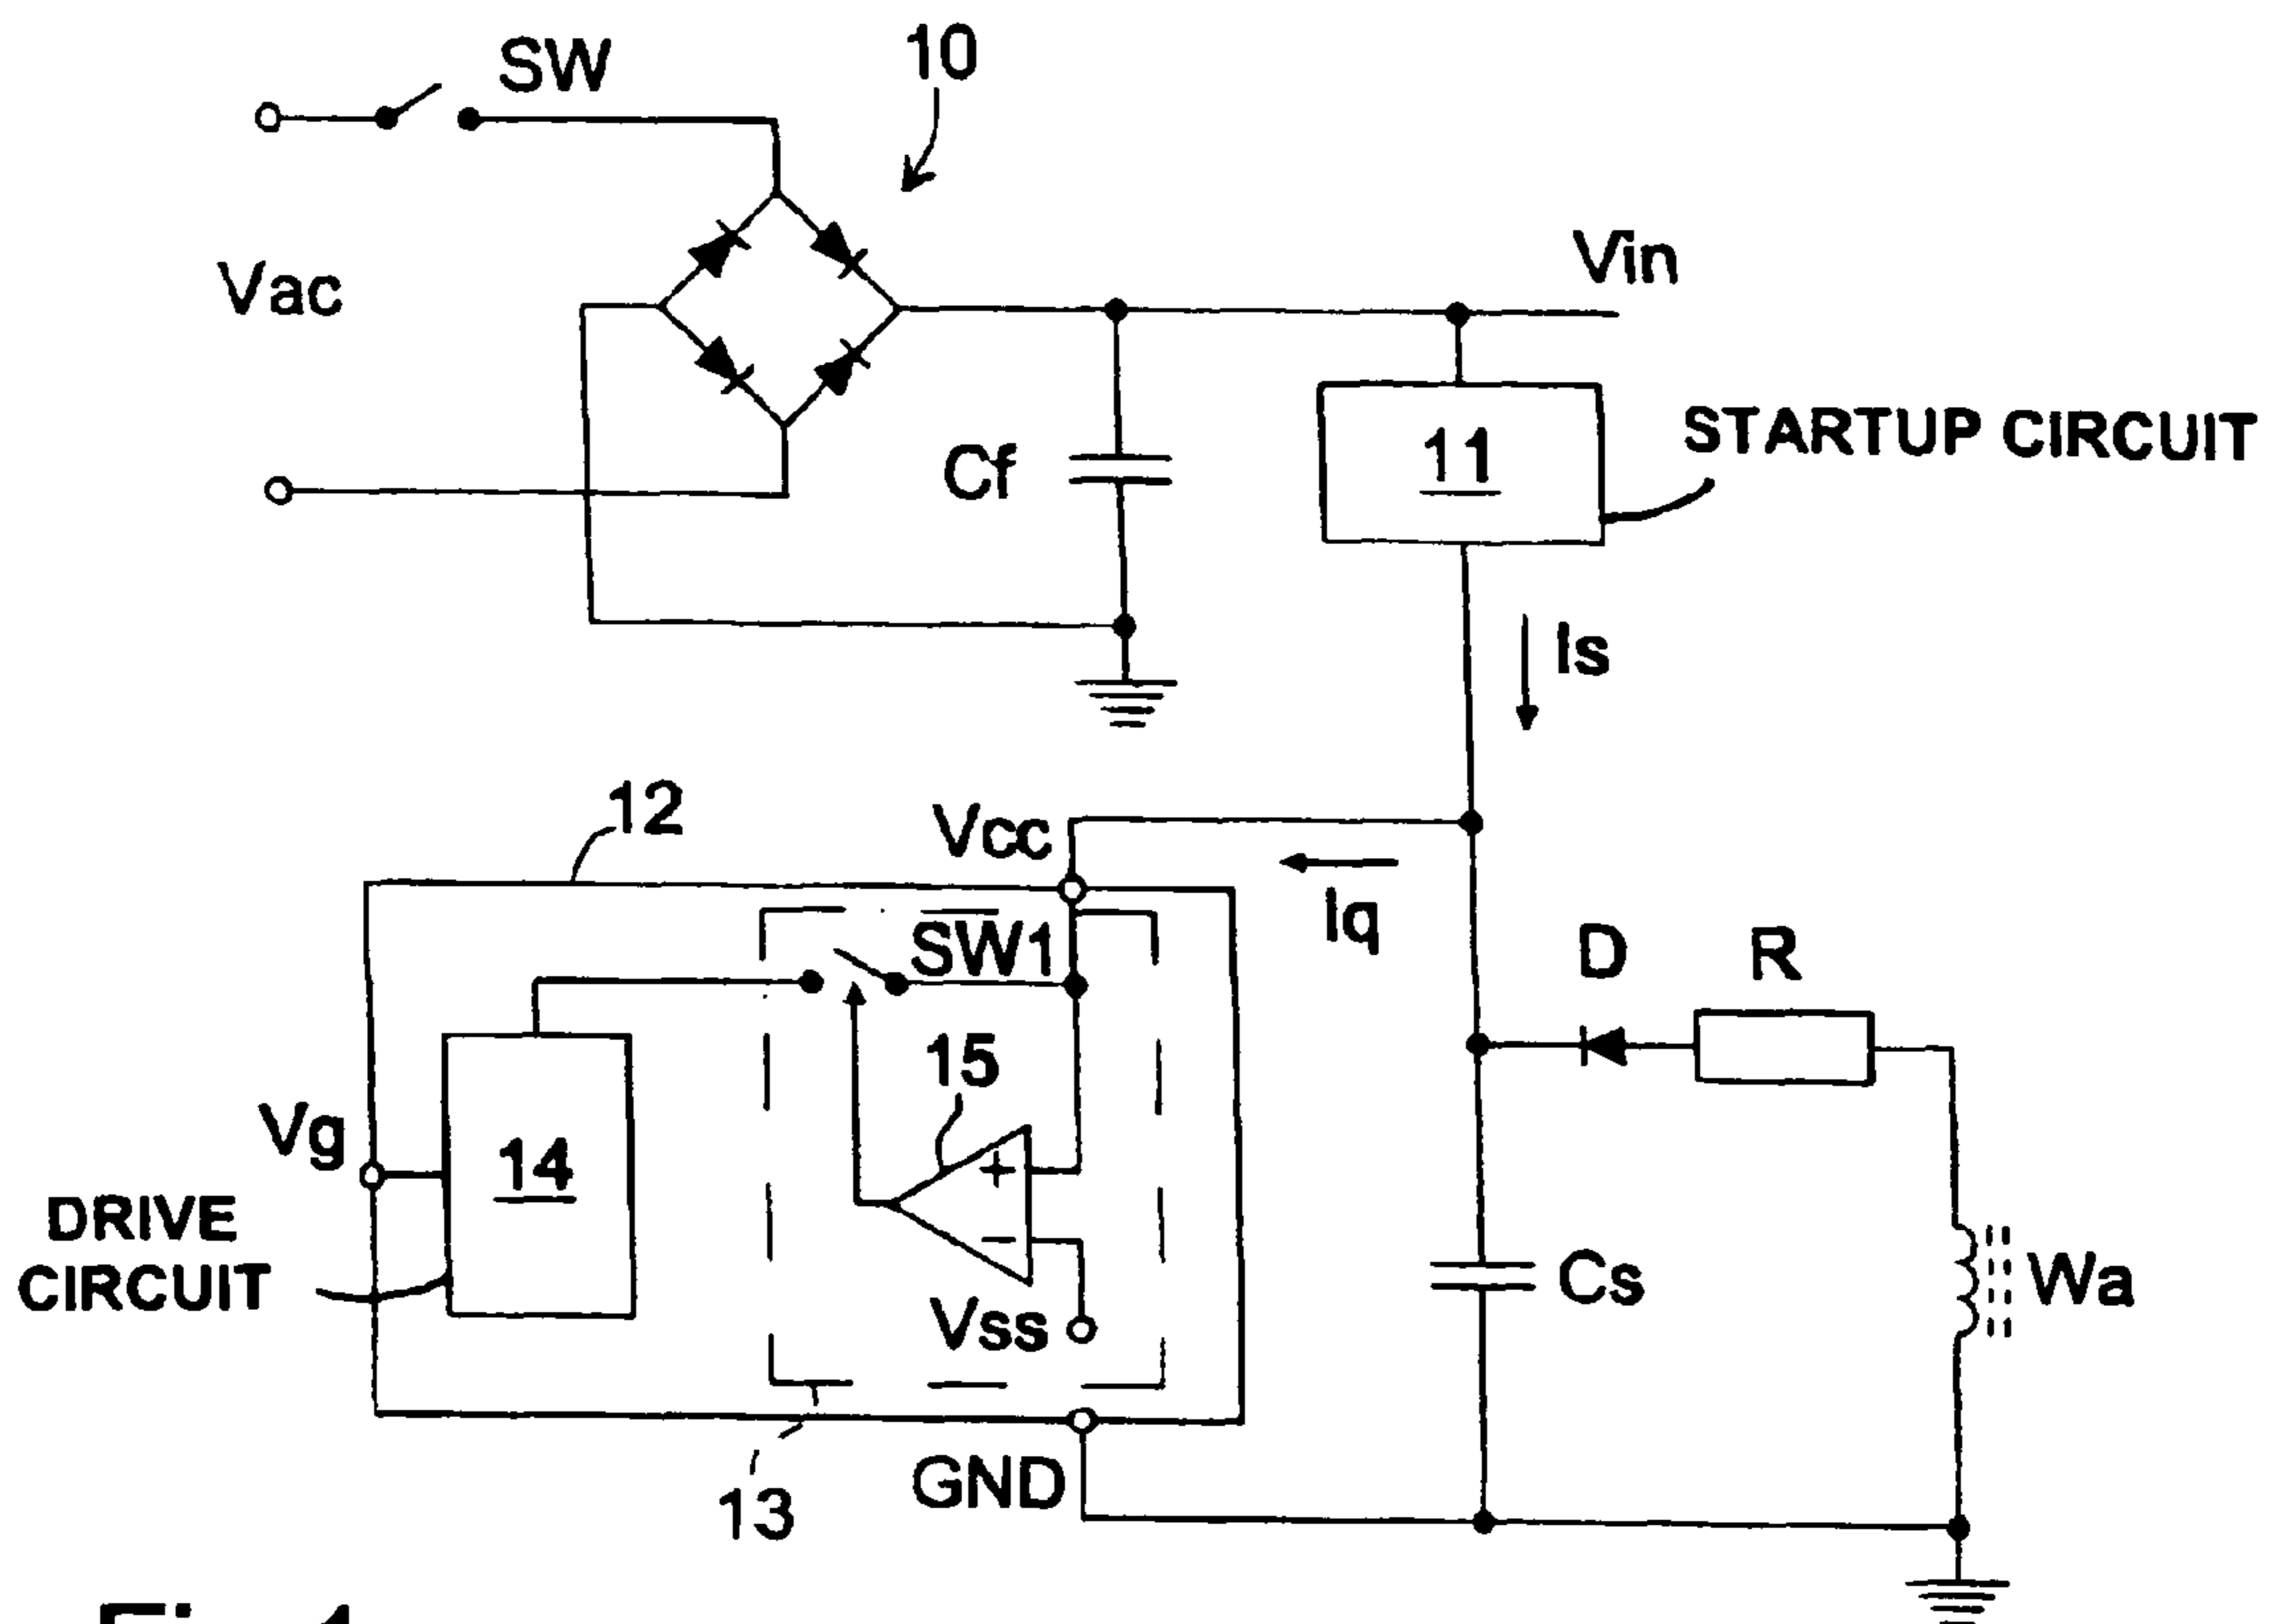 SW
10
Vac
Vin
Cf
11
STARTUP CIRCUIT
Is
12
Vcc
Iq
SW1
D
R
15
+
Vg
14
DRIVE
CIRCUIT
−
Vss
Cs
Wa
13
GND